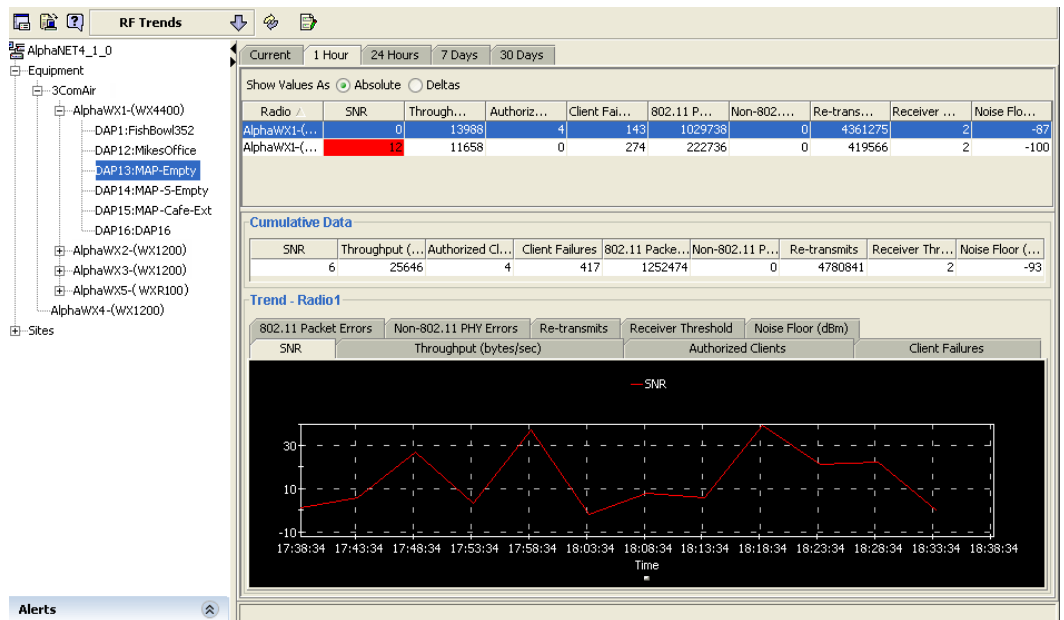 RF Trends
AlphaNET4_1_0
Equipment
3ComAir
AlphaWX1-(WX4400)
DAP1:FishBowl352
DAP12:MikesOffice
DAP13:MAP-Empty
DAP14:MAP-S-Empty
DAP15:MAP-Cafe-Ext
DAP16:DAP16
AlphaWX2-(WX1200)
AlphaWX3-(WX1200)
AlphaWX5-( WXR100)
AlphaWX4-(WX1200)
Sites
Alerts
Current 1 Hour 24 Hours 7 Days 30 Days
Show Values As Absolute Deltas
Radio SNR Through... Authoriz... Client Fai... 802.11 P... Non-802.... Re-trans... Receiver ... Noise Flo...
AlphaWX1-(... 0 13988 4 143 1029738 0 4361275 2 -87
AlphaWX1-(... 12 11658 0 274 222736 0 419566 2 -100
Cumulative Data
SNR Throughput (... Authorized Cl... Client Failures 802.11 Packe... Non-802.11 P... Re-transmits Receiver Thr... Noise Floor (...
6 25646 4 417 1252474 0 4780841 2 -93
Trend - Radio1
802.11 Packet Errors Non-802.11 PHY Errors Re-transmits Receiver Threshold Noise Floor (dBm)
SNR Throughput (bytes/sec) Authorized Clients Client Failures
SNR
30
10
-10
17:38:34 17:43:34 17:48:34 17:53:34 17:58:34 18:03:34 18:08:34 18:13:34 18:18:34 18:23:34 18:28:34 18:33:34 18:38:34
Time